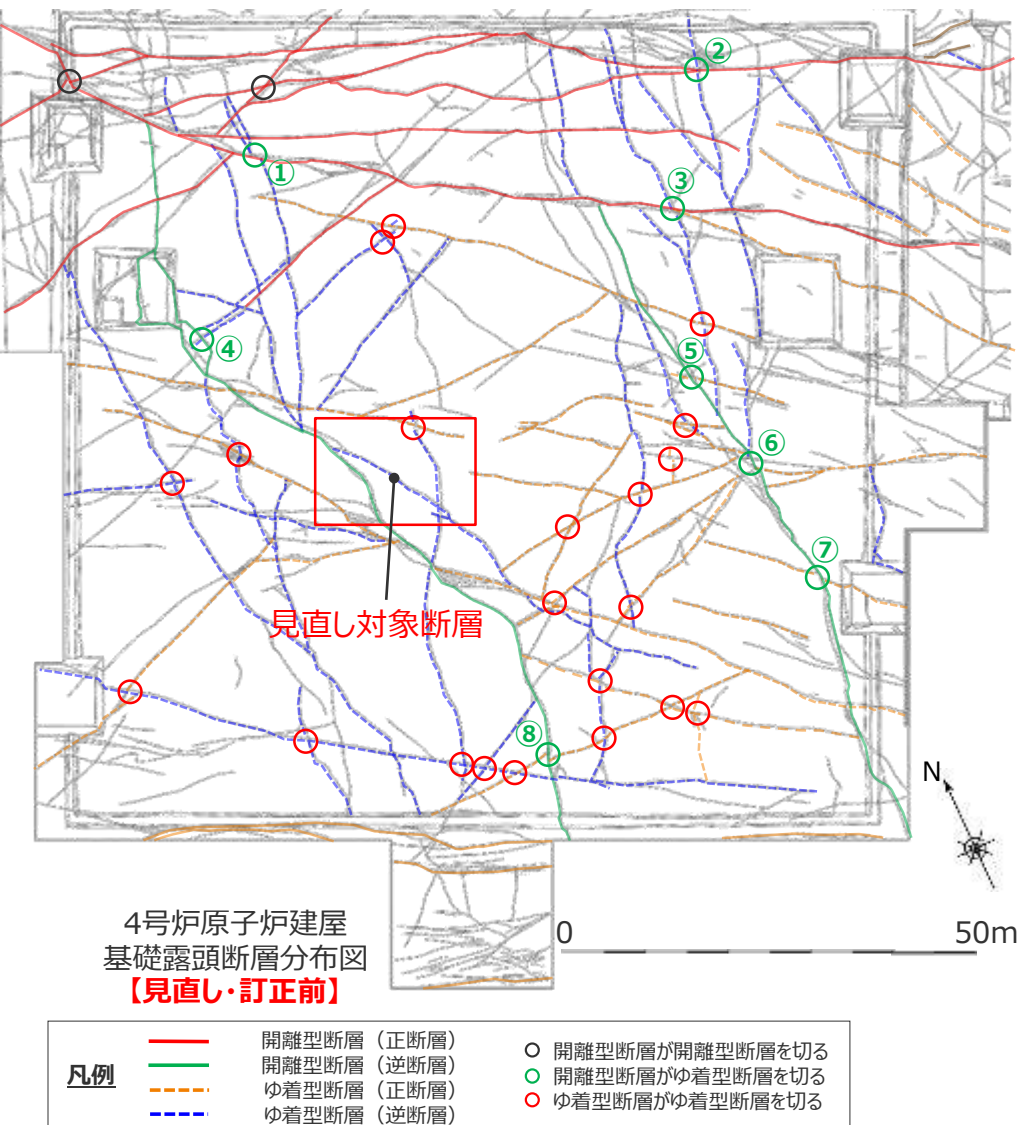 ②
①
③
④
⑤
⑥
⑦
見直し対象断層
⑧
N
0
50m
4号炉原子炉建屋
基礎露頭断層分布図
【見直し・訂正前】
凡例
開離型断層（正断層）
開離型断層（逆断層）
ゆ着型断層（正断層）
ゆ着型断層（逆断層）
開離型断層が開離型断層を切る
開離型断層がゆ着型断層を切る
ゆ着型断層がゆ着型断層を切る